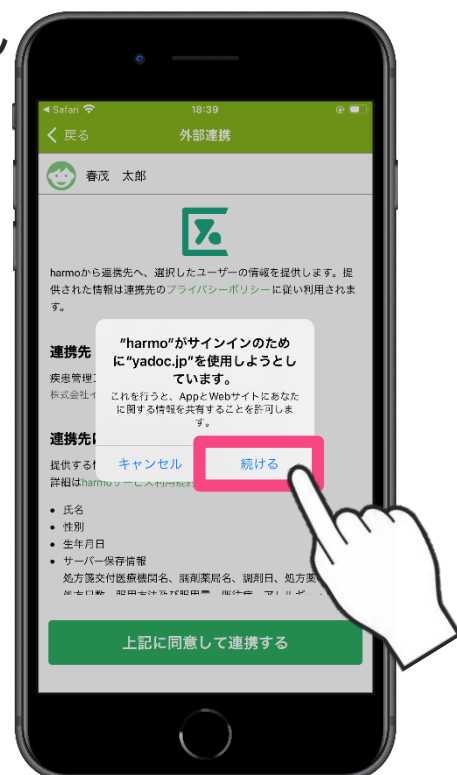 Safari 18:39
戻る 外部連携
春茂 太郎
harmoから連携先へ、選択したユーザーの情報を提供します。提
供された情報は連携先のプライバシーポリシーに従い利用されま
す。
連携先
疾患管理
株式会社イ
"harmo"がサインインのため
に"yadoc.jp"を使用しようとし
ています。
これを行うと、AppとWebサイトにあなた
に関する情報を共有することを許可しま
す。
キャンセル 続ける
連携先
提供する
詳細はharmoサービス利用規約
• 氏名
• 性別
• 生年月日
• サーバー保存情報
処方箋交付医療機関名、調剤薬局名、調剤日、処方薬
上記に同意して連携する